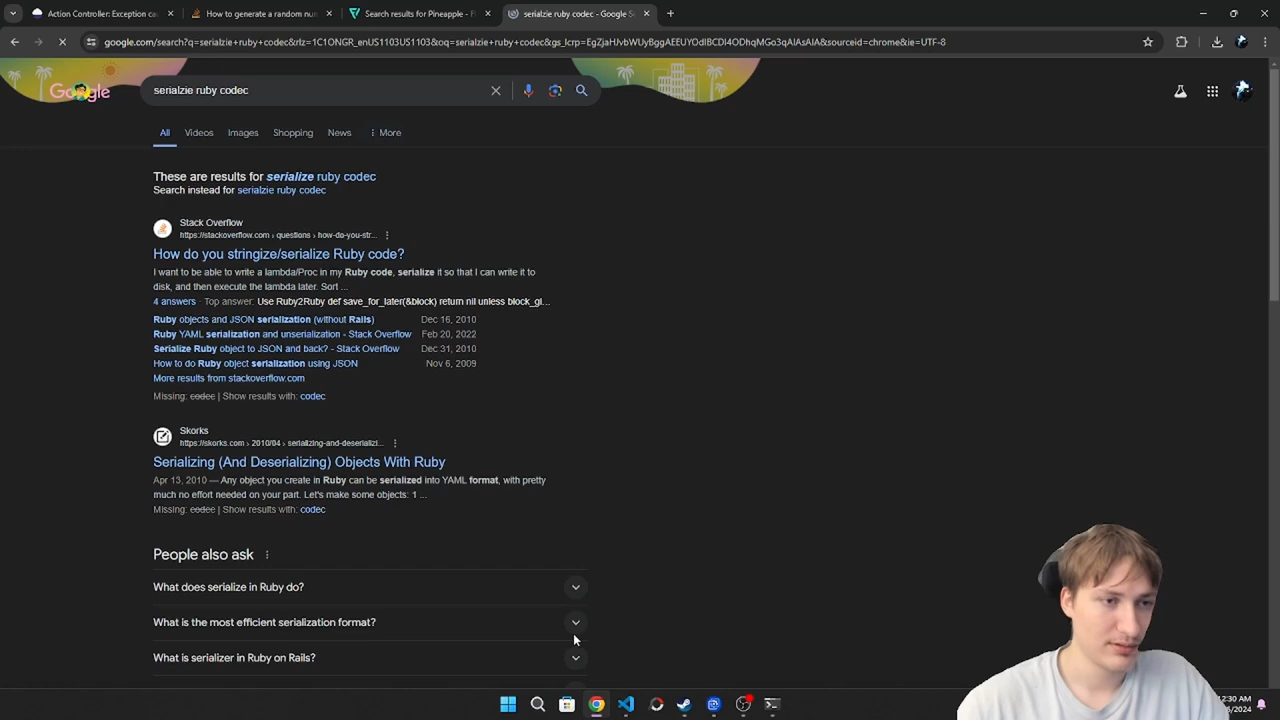 Action Controller: Exception ca
How to generate a random num
Search results for Pineapple - F
serialzie ruby codec - Google S
google.com/search?q=serialzie+ruby+codec&rlz=1C1ONGR_enUS1103US1103&oq=serialzie+ruby+codec&gs_lcrp=EgZjaHJvbWUyBggAEEUYOdIBCDI4ODhqMGo3qAIAsAIA&sourceid=chrome&ie=UTF-8
Google
serialzie ruby codec
All
Videos
Images
Shopping
News
More
These are results for serialize ruby codec
Search instead for serialzie ruby codec
Stack Overflow
https://stackoverflow.com › questions › how-do-you-str...
How do you stringize/serialize Ruby code?
I want to be able to write a lambda/Proc in my Ruby code, serialize it so that I can write it to
disk, and then execute the lambda later. Sort ...
4 answers · Top answer: Use Ruby2Ruby def save_for_later(&block) return nil unless block_gi...
Ruby objects and JSON serialization (without Rails) Dec 16, 2010
Ruby YAML serialization and unserialization - Stack Overflow Feb 20, 2022
Serialize Ruby object to JSON and back? - Stack Overflow Dec 31, 2010
How to do Ruby object serialization using JSON Nov 6, 2009
More results from stackoverflow.com
Missing: codec | Show results with: codec
Skorks
https://skorks.com › 2010/04 › serializing-and-deserializi...
Serializing (And Deserializing) Objects With Ruby
Apr 13, 2010 — Any object you create in Ruby can be serialized into YAML format, with pretty
much no effort needed on your part. Let's make some objects: 1 ...
Missing: codec | Show results with: codec
People also ask
What does serialize in Ruby do?
What is the most efficient serialization format?
What is serializer in Ruby on Rails?
12:30 AM